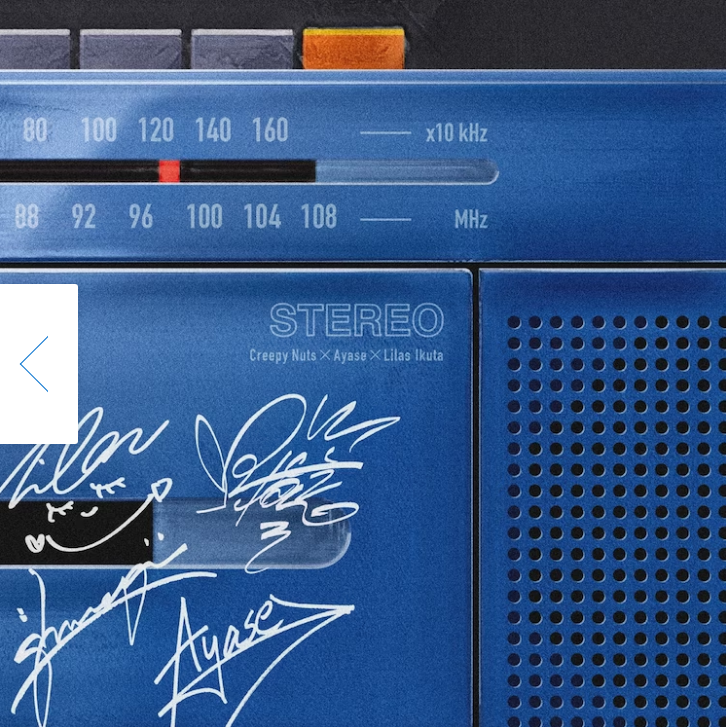 80 100 120 140 160 x10 kHz
88 92 96 100 104 108 MHz
STEREO
Creepy Nuts×Ayase×Lilas Ikuta
Lilas
Ayase